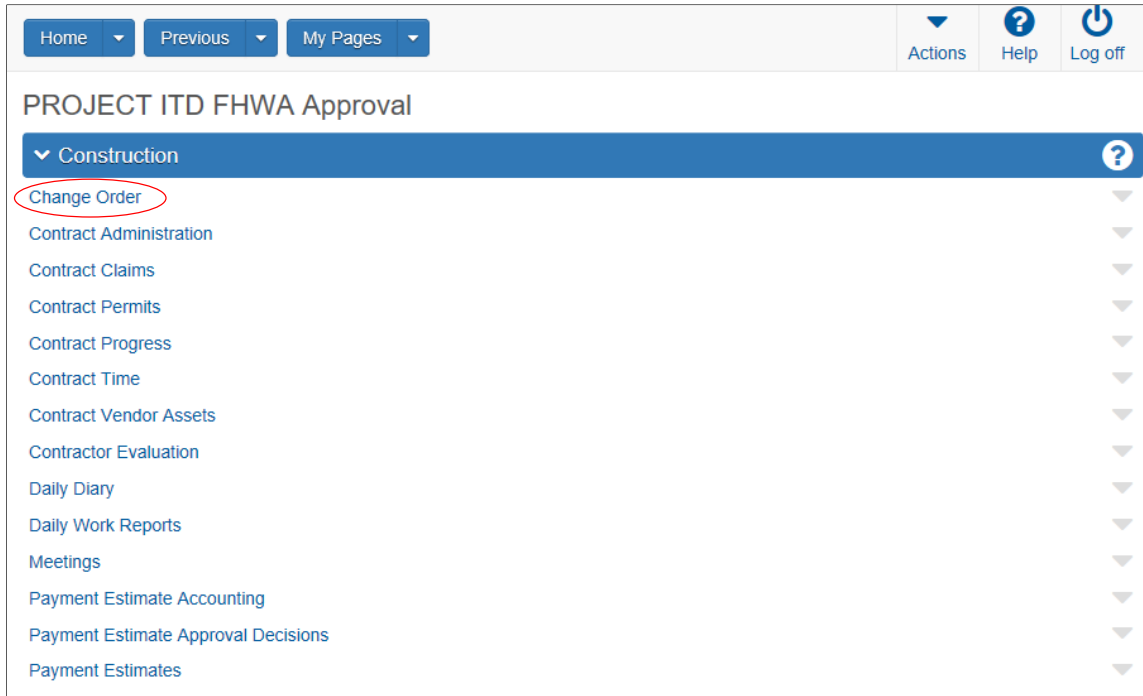 Home Previous My Pages
Actions Help Log off
PROJECT ITD FHWA Approval
Construction
Change Order
Contract Administration
Contract Claims
Contract Permits
Contract Progress
Contract Time
Contract Vendor Assets
Contractor Evaluation
Daily Diary
Daily Work Reports
Meetings
Payment Estimate Accounting
Payment Estimate Approval Decisions
Payment Estimates